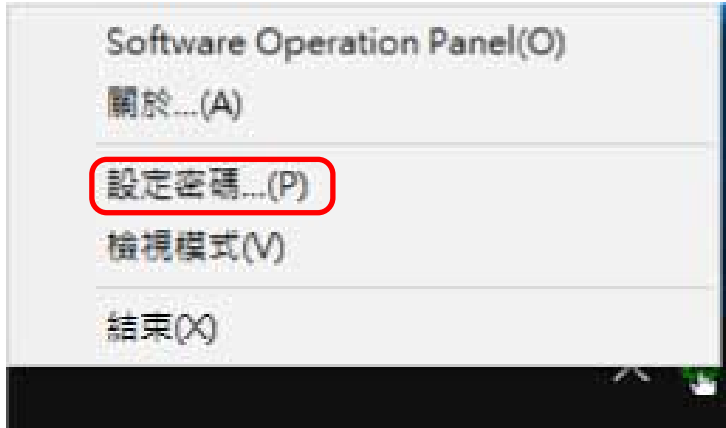 Software Operation Panel(O)
關於...(A)
設定密碼...(P)
檢視模式(V)
結束(X)